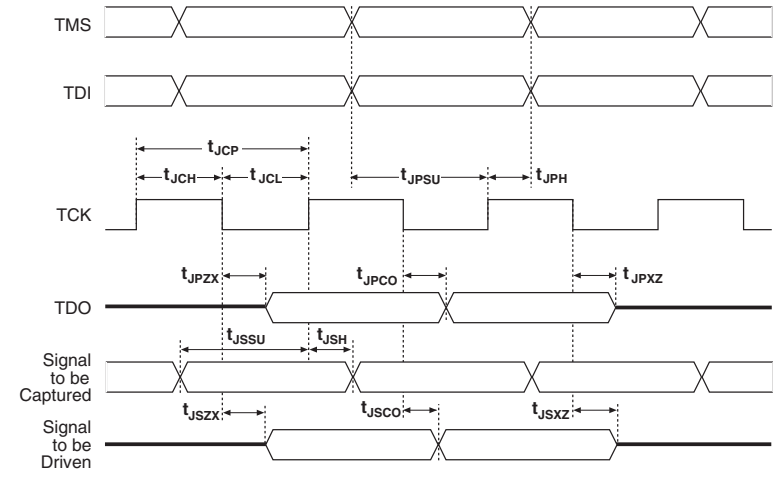 TMS
TDI
tJCP
tJCH tJCL tJPSU tJPH
TCK
tJPZX tJPCO tJPXZ
TDO
tJSSU tJSH
Signal
to be
Captured
tJSZX tJSCO tJSXZ
Signal
to be
Driven